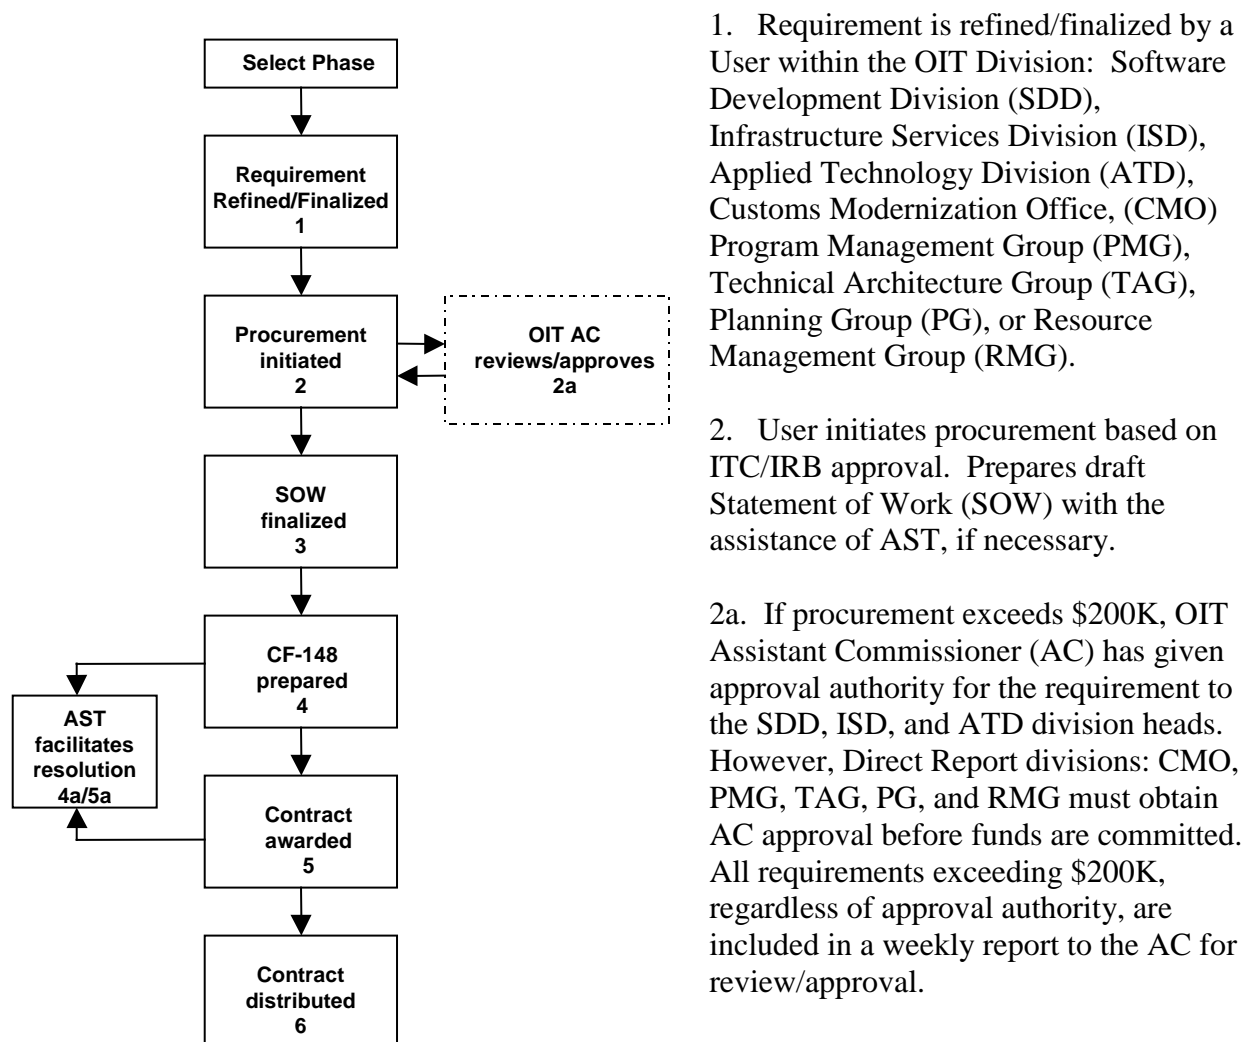 Select Phase
Requirement
Refined/Finalized
1
Procurement
initiated
2
OIT AC
reviews/approves
2a
SOW
finalized
3
CF-148
prepared
4
AST
facilitates
resolution
4a/5a
Contract
awarded
5
Contract
distributed
6
1. Requirement is refined/finalized by a
User within the OIT Division: Software
Development Division (SDD),
Infrastructure Services Division (ISD),
Applied Technology Division (ATD),
Customs Modernization Office, (CMO)
Program Management Group (PMG),
Technical Architecture Group (TAG),
Planning Group (PG), or Resource
Management Group (RMG).
2. User initiates procurement based on
ITC/IRB approval. Prepares draft
Statement of Work (SOW) with the
assistance of AST, if necessary.
2a. If procurement exceeds $200K, OIT
Assistant Commissioner (AC) has given
approval authority for the requirement to
the SDD, ISD, and ATD division heads.
However, Direct Report divisions: CMO,
PMG, TAG, PG, and RMG must obtain
AC approval before funds are committed.
All requirements exceeding $200K,
regardless of approval authority, are
included in a weekly report to the AC for
review/approval.